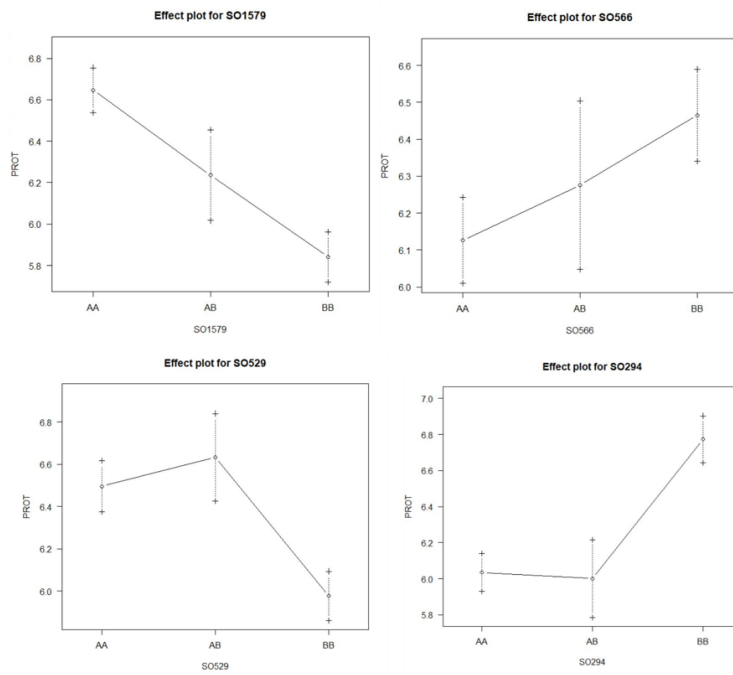 Effect plot for SO1579
6.8
6.6
6.4
6.2
6.0
5.8
PROT
AA AB BB
SO1579
Effect plot for SO566
6.6
6.5
6.4
6.3
6.2
6.1
6.0
PROT
AA AB BB
SO566
Effect plot for SO529
6.8
6.6
6.4
6.2
6.0
PROT
AA AB BB
SO529
Effect plot for SO294
7.0
6.8
6.6
6.4
6.2
6.0
5.8
PROT
AA AB BB
SO294